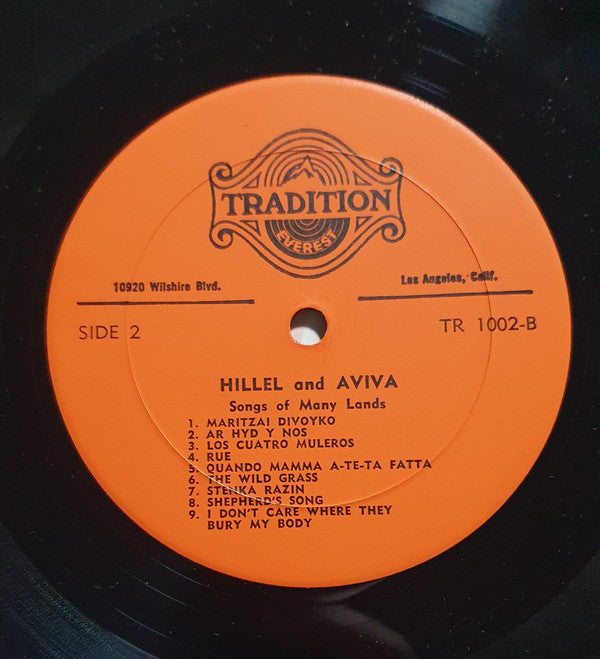 TRADITION
EVEREST
10920 Wilshire Blvd.
Los Angeles, Calif.
SIDE 2
TR 1002-B
HILLEL and AVIVA
Songs of Many Lands
1. MARITZAI DIVOYKO
2. AR HYD Y NOS
3. LOS CUATRO MULEROS
4. RUE
5. QUANDO MAMMA A-TE-TA FATTA
6. THE WILD GRASS
7. STENKA RAZIN
8. SHEPHERD'S SONG
9. I DON'T CARE WHERE THEY
BURY MY BODY